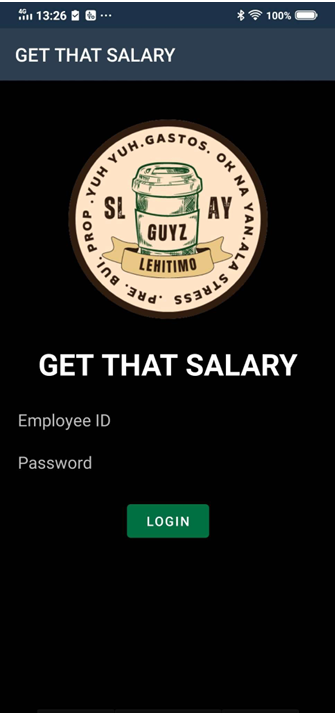 4G 13:26 ... 100%
GET THAT SALARY
.YUH YUH.GASTOS. OK NA YAN.ALA STRESS .PRE. BUI. PROP
SL AY
GUYZ
LEHITIMO
GET THAT SALARY
Employee ID
Password
LOGIN